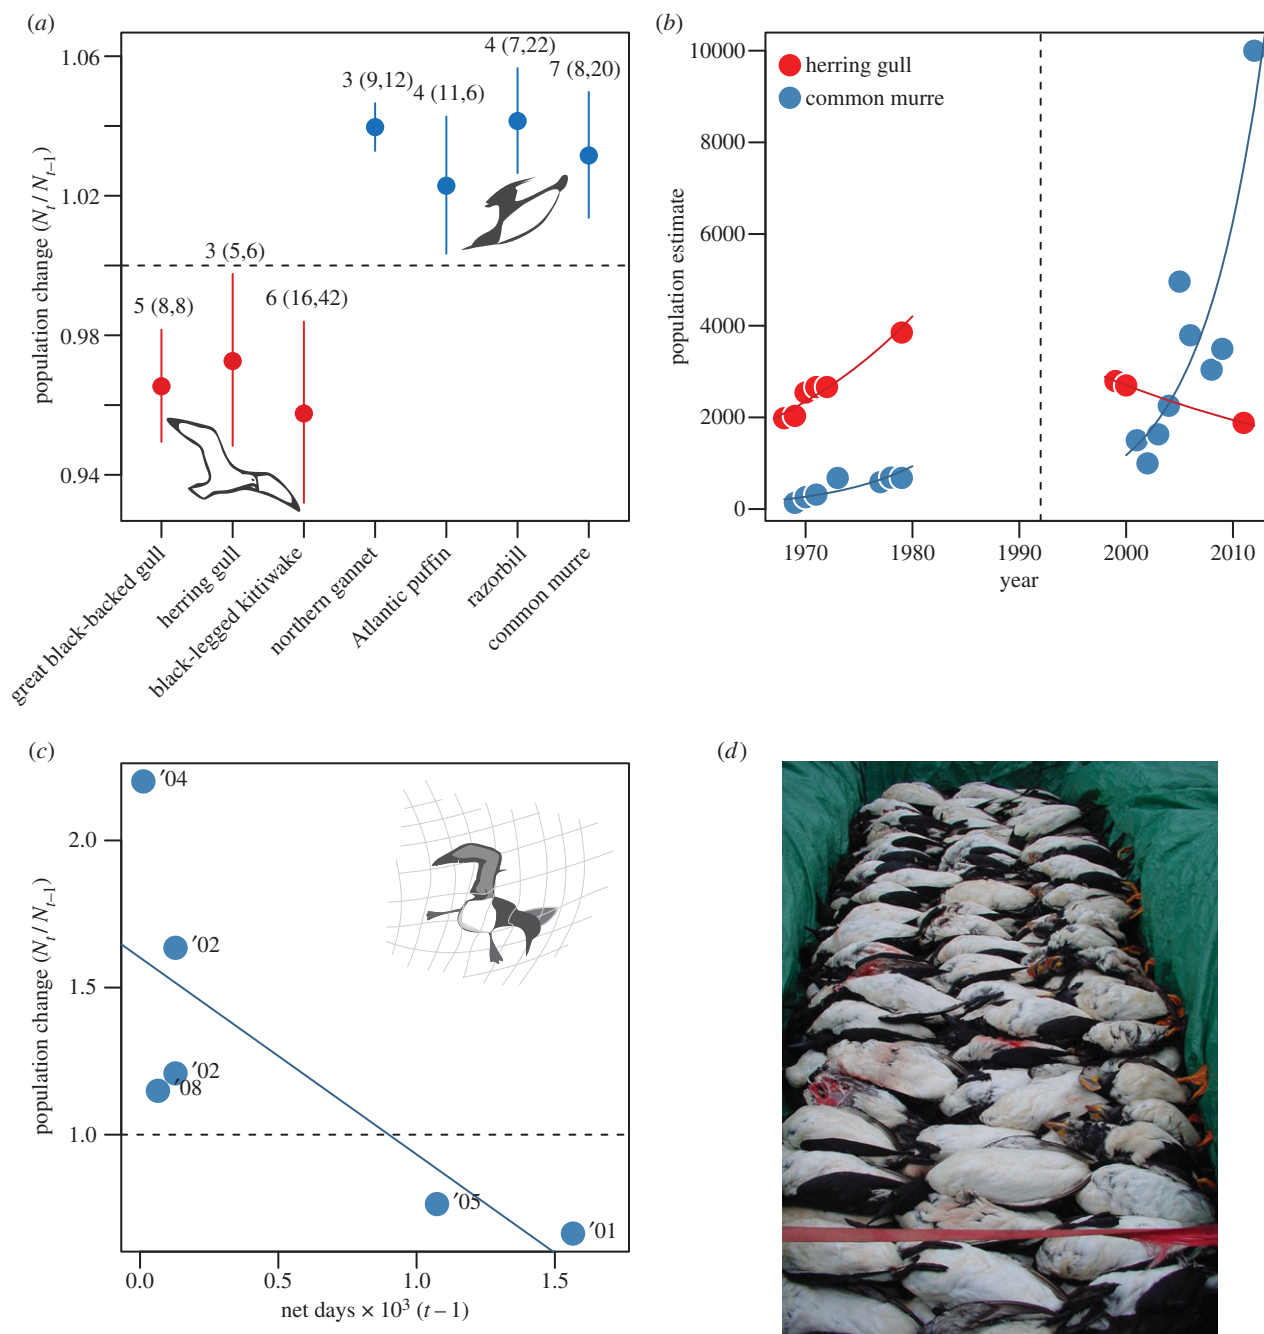 (a)
population change (Nt / Nt–1)
1.06
1.02
0.98
0.94
5 (8,8)
3 (5,6)
6 (16,42)
3 (9,12)
4 (11,6)
4 (7,22)
7 (8,20)
great black-backed gull
herring gull
black-legged kittiwake
northern gannet
Atlantic puffin
razorbill
common murre
(b)
population estimate
10000
8000
6000
4000
2000
0
herring gull
common murre
1970 1980 1990 2000 2010
year
(c)
population change (Nt / Nt–1)
2.0
1.5
1.0
′04
′02
′02
′08
′05
′01
0.0 0.5 1.0 1.5
net days × 10³ (t – 1)
(d)